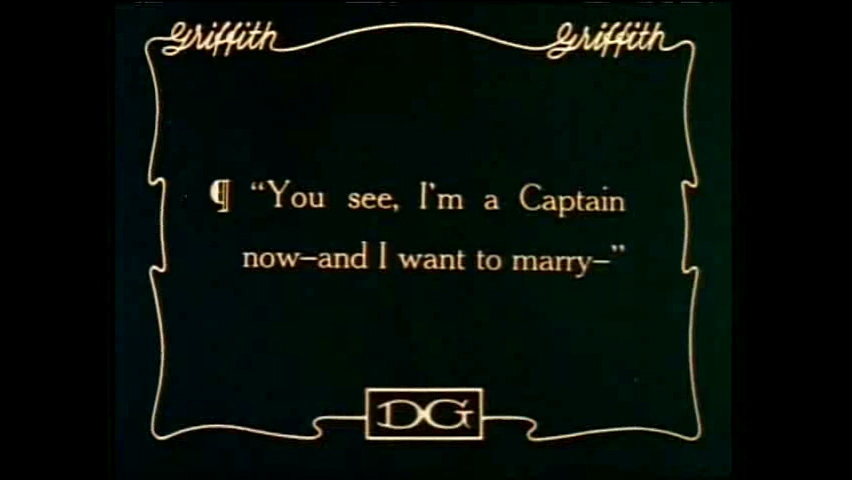 Griffith Griffith
¶ “You see, I'm a Captain
now—and I want to marry—”
DG